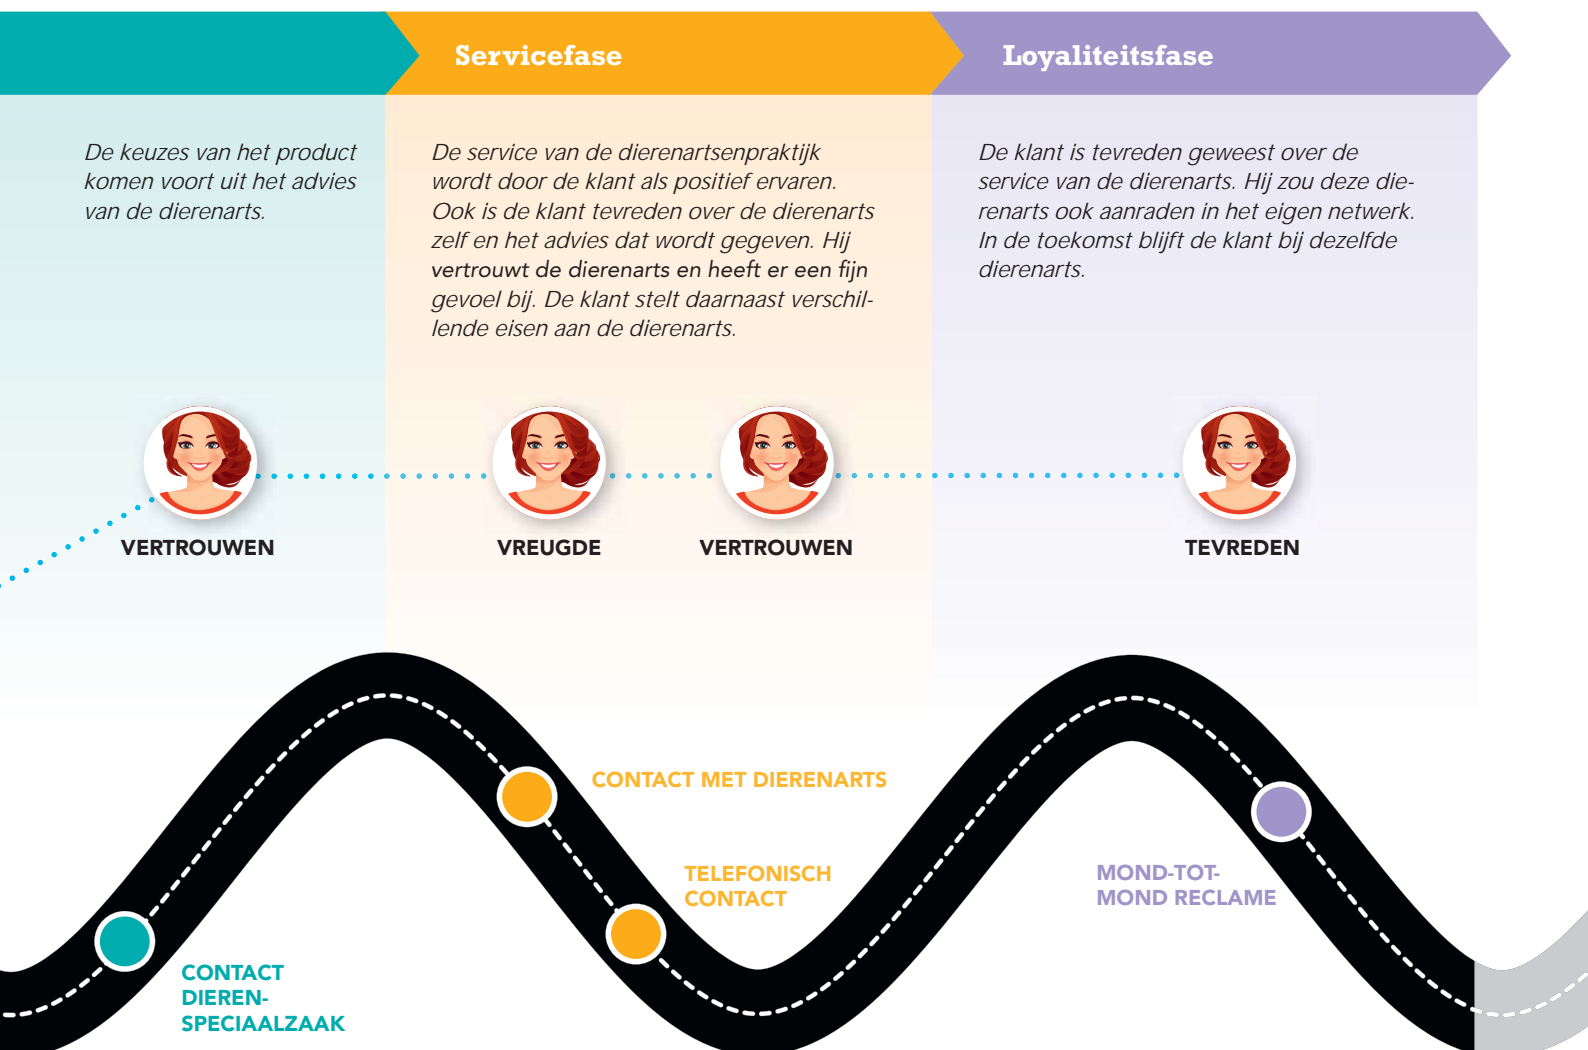 Servicefase
Loyaliteitsfase
De keuzes van het product
komen voort uit het advies
van de dierenarts.
De service van de dierenartsenpraktijk
wordt door de klant als positief ervaren.
Ook is de klant tevreden over de dierenarts
zelf en het advies dat wordt gegeven. Hij
vertrouwt de dierenarts en heeft er een fijn
gevoel bij. De klant stelt daarnaast verschil-
lende eisen aan de dierenarts.
De klant is tevreden geweest over de
service van de dierenarts. Hij zou deze die-
renarts ook aanraden in het eigen netwerk.
In de toekomst blijft de klant bij dezelfde
dierenarts.
VERTROUWEN
VREUGDE
VERTROUWEN
TEVREDEN
CONTACT MET DIERENARTS
TELEFONISCH
CONTACT
MOND-TOT-
MOND RECLAME
CONTACT
DIEREN-
SPECIAALZAAK